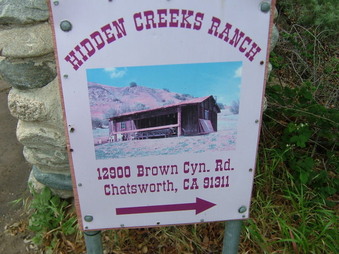 HIDDEN CREEKS RANCH
12900 Brown Cyn. Rd.
Chatsworth, CA 91311